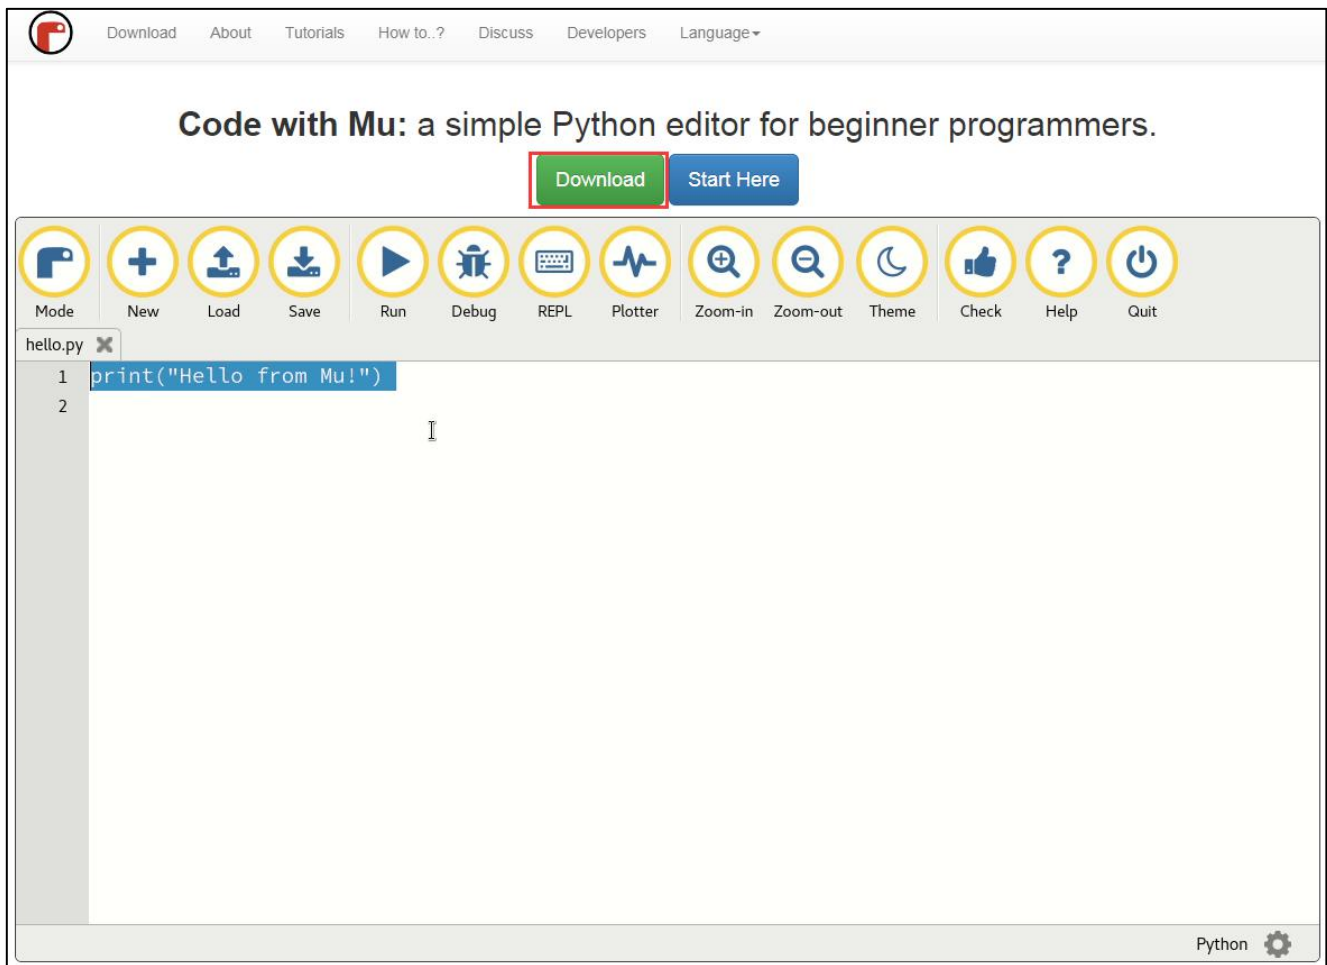 Download About Tutorials How to..? Discuss Developers Language
Code with Mu: a simple Python editor for beginner programmers.
Download Start Here
Mode New Load Save Run Debug REPL Plotter Zoom-in Zoom-out Theme Check Help Quit
hello.py
1 print("Hello from Mu!")
2
Python